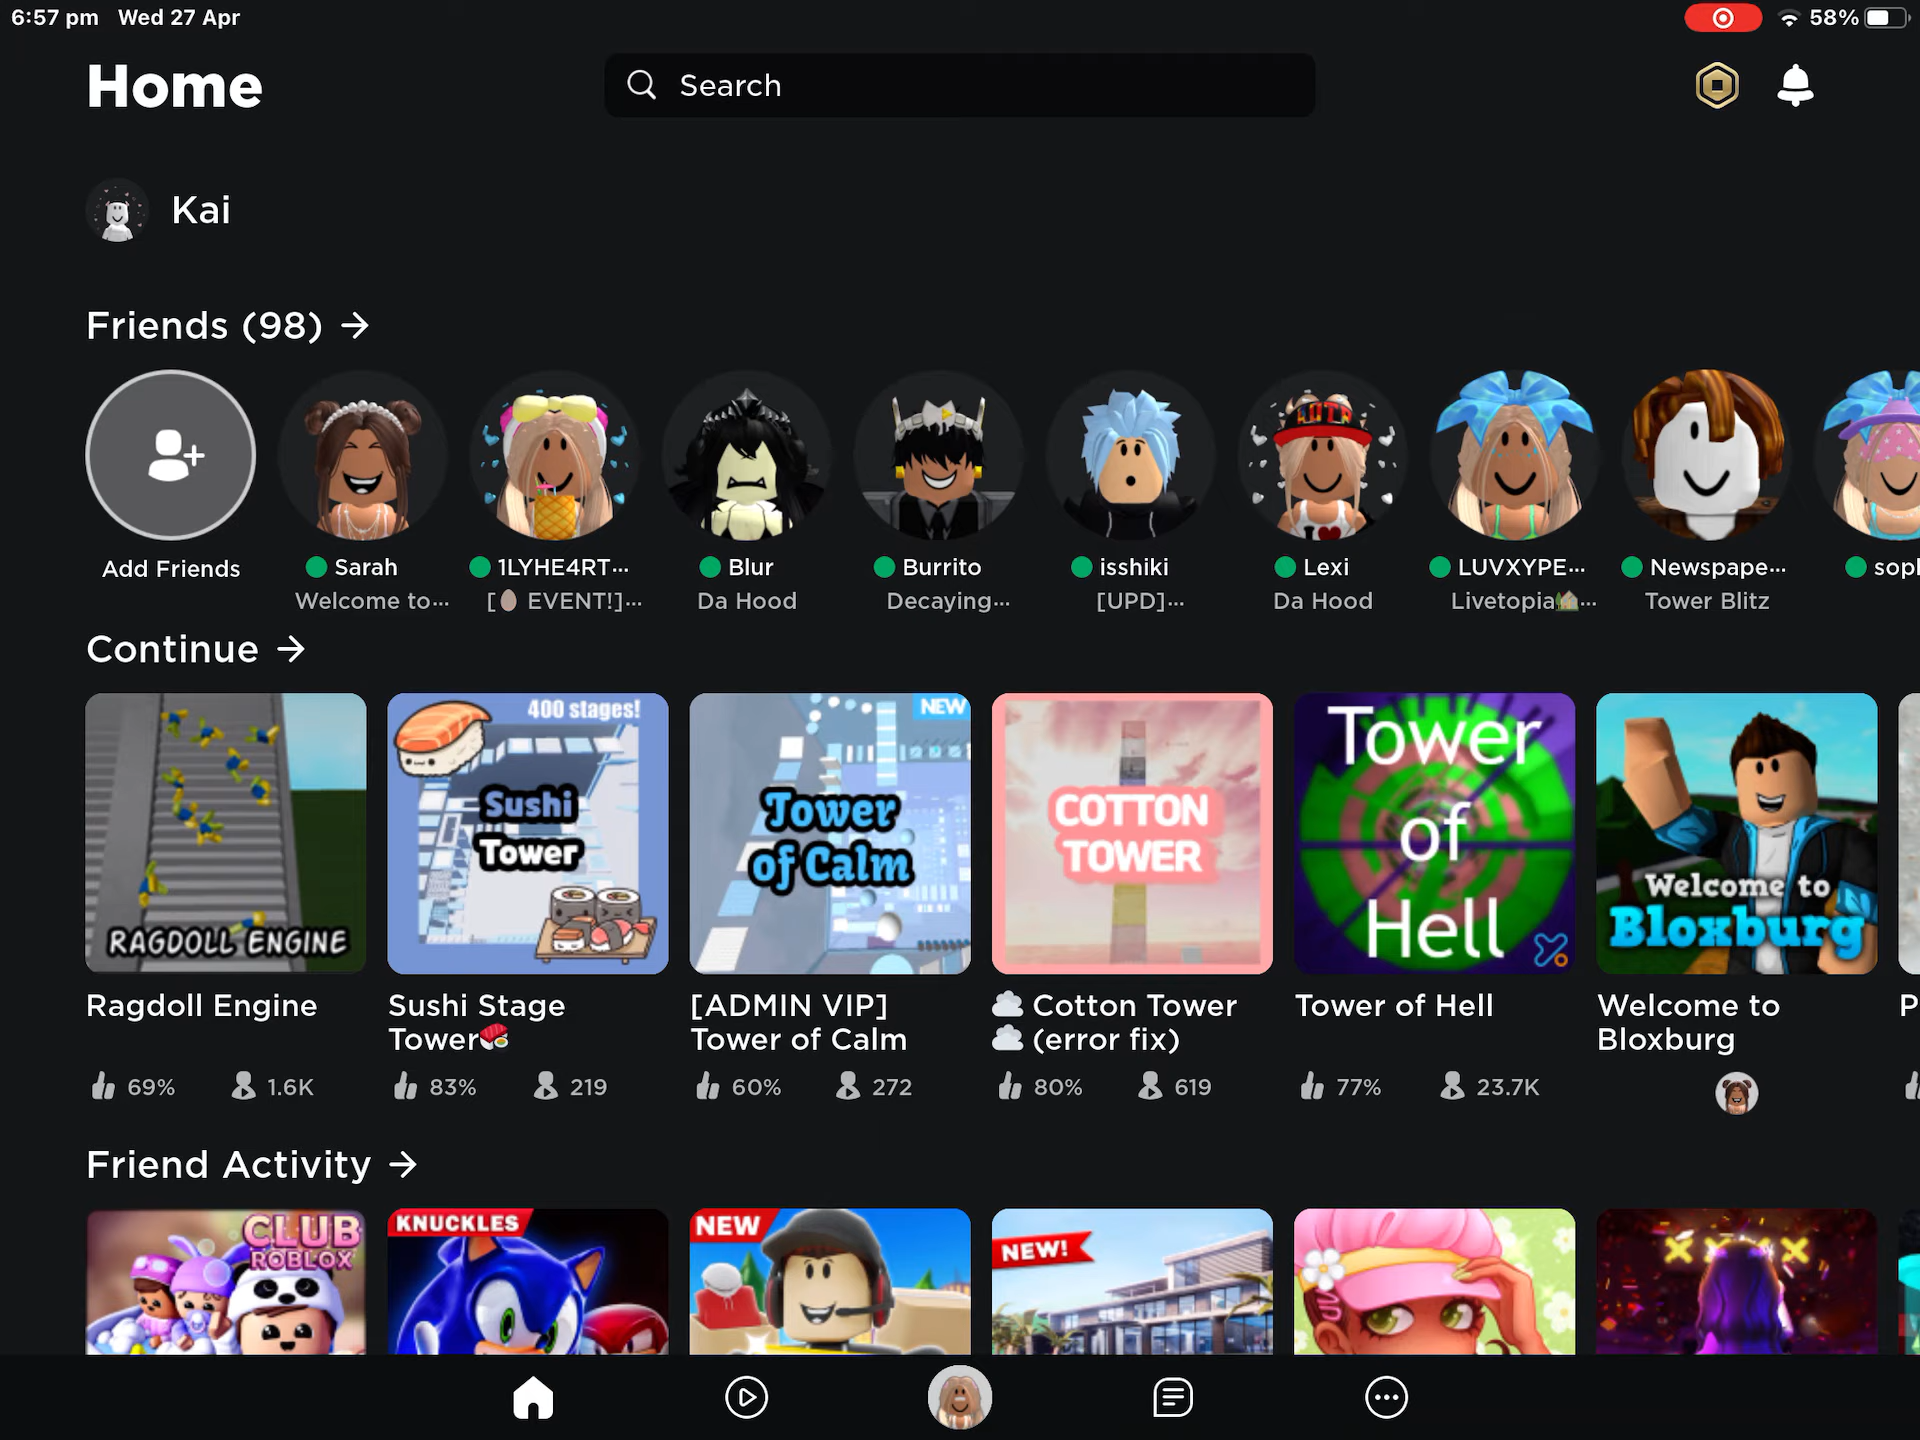 6:57 pm Wed 27 Apr
58%
Home
Search
Kai
Friends (98) →
Add Friends
Sarah
Welcome to...
1LYHE4RT...
[🥚 EVENT!]...
Blur
Da Hood
Burrito
Decaying...
isshiki
[UPD]...
Lexi
Da Hood
LUVXYPE...
Livetopia🏡...
Newspape...
Tower Blitz
sopl
Continue →
RAGDOLL ENGINE
400 stages!
Sushi
Tower
NEW
Tower
of Calm
COTTON
TOWER
Tower
of
Hell
Welcome to
Bloxburg
Ragdoll Engine
Sushi Stage
Tower🍣
[ADMIN VIP]
Tower of Calm
☁️ Cotton Tower
☁️ (error fix)
Tower of Hell
Welcome to
Bloxburg
P
69% 1.6K
83% 219
60% 272
80% 619
77% 23.7K
Friend Activity →
CLUB
ROBLOX
KNUCKLES
NEW
NEW!